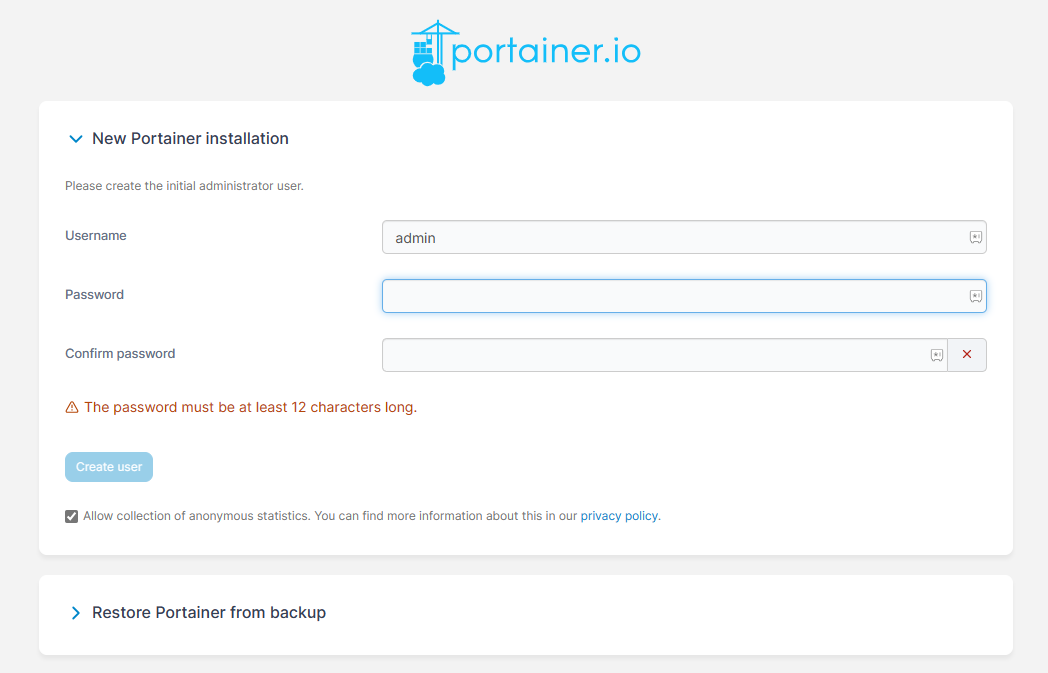 portainer.io
New Portainer installation
Please create the initial administrator user.
Username
admin
Password
Confirm password
The password must be at least 12 characters long.
Create user
Allow collection of anonymous statistics. You can find more information about this in our privacy policy.
Restore Portainer from backup